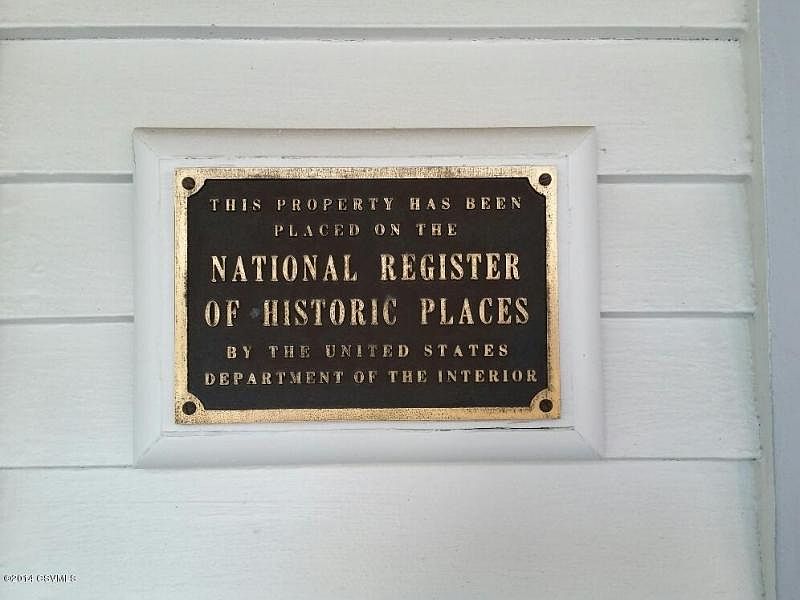 THIS PROPERTY HAS BEEN
PLACED ON THE
NATIONAL REGISTER
OF HISTORIC PLACES
BY THE UNITED STATES
DEPARTMENT OF THE INTERIOR
©2014 CSVMLS